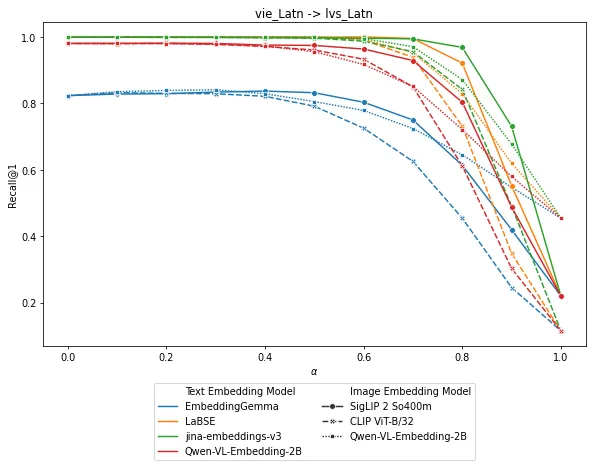 vie_Latn -> lvs_Latn
1.0
0.8
0.6
0.4
0.2
Recall@1
0.0 0.2 0.4 0.6 0.8 1.0
α
Text Embedding Model Image Embedding Model
EmbeddingGemma SigLIP 2 So400m
LaBSE CLIP ViT-B/32
jina-embeddings-v3 Qwen-VL-Embedding-2B
Qwen-VL-Embedding-2B